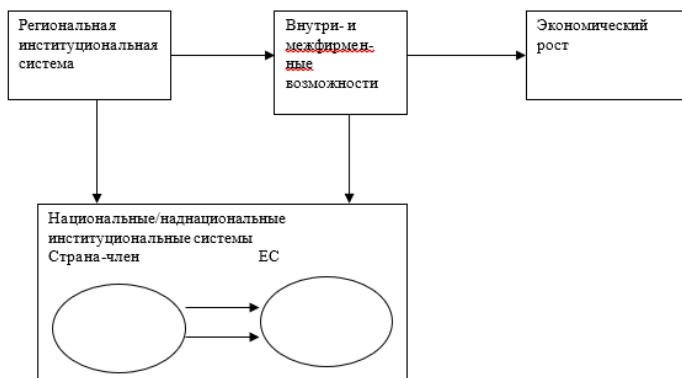 Региональная
институциональная
система
Внутри- и
межфирмен-
ные
возможности
Экономический
рост
Национальные/наднациональные
институциональные системы
Страна-член ЕС